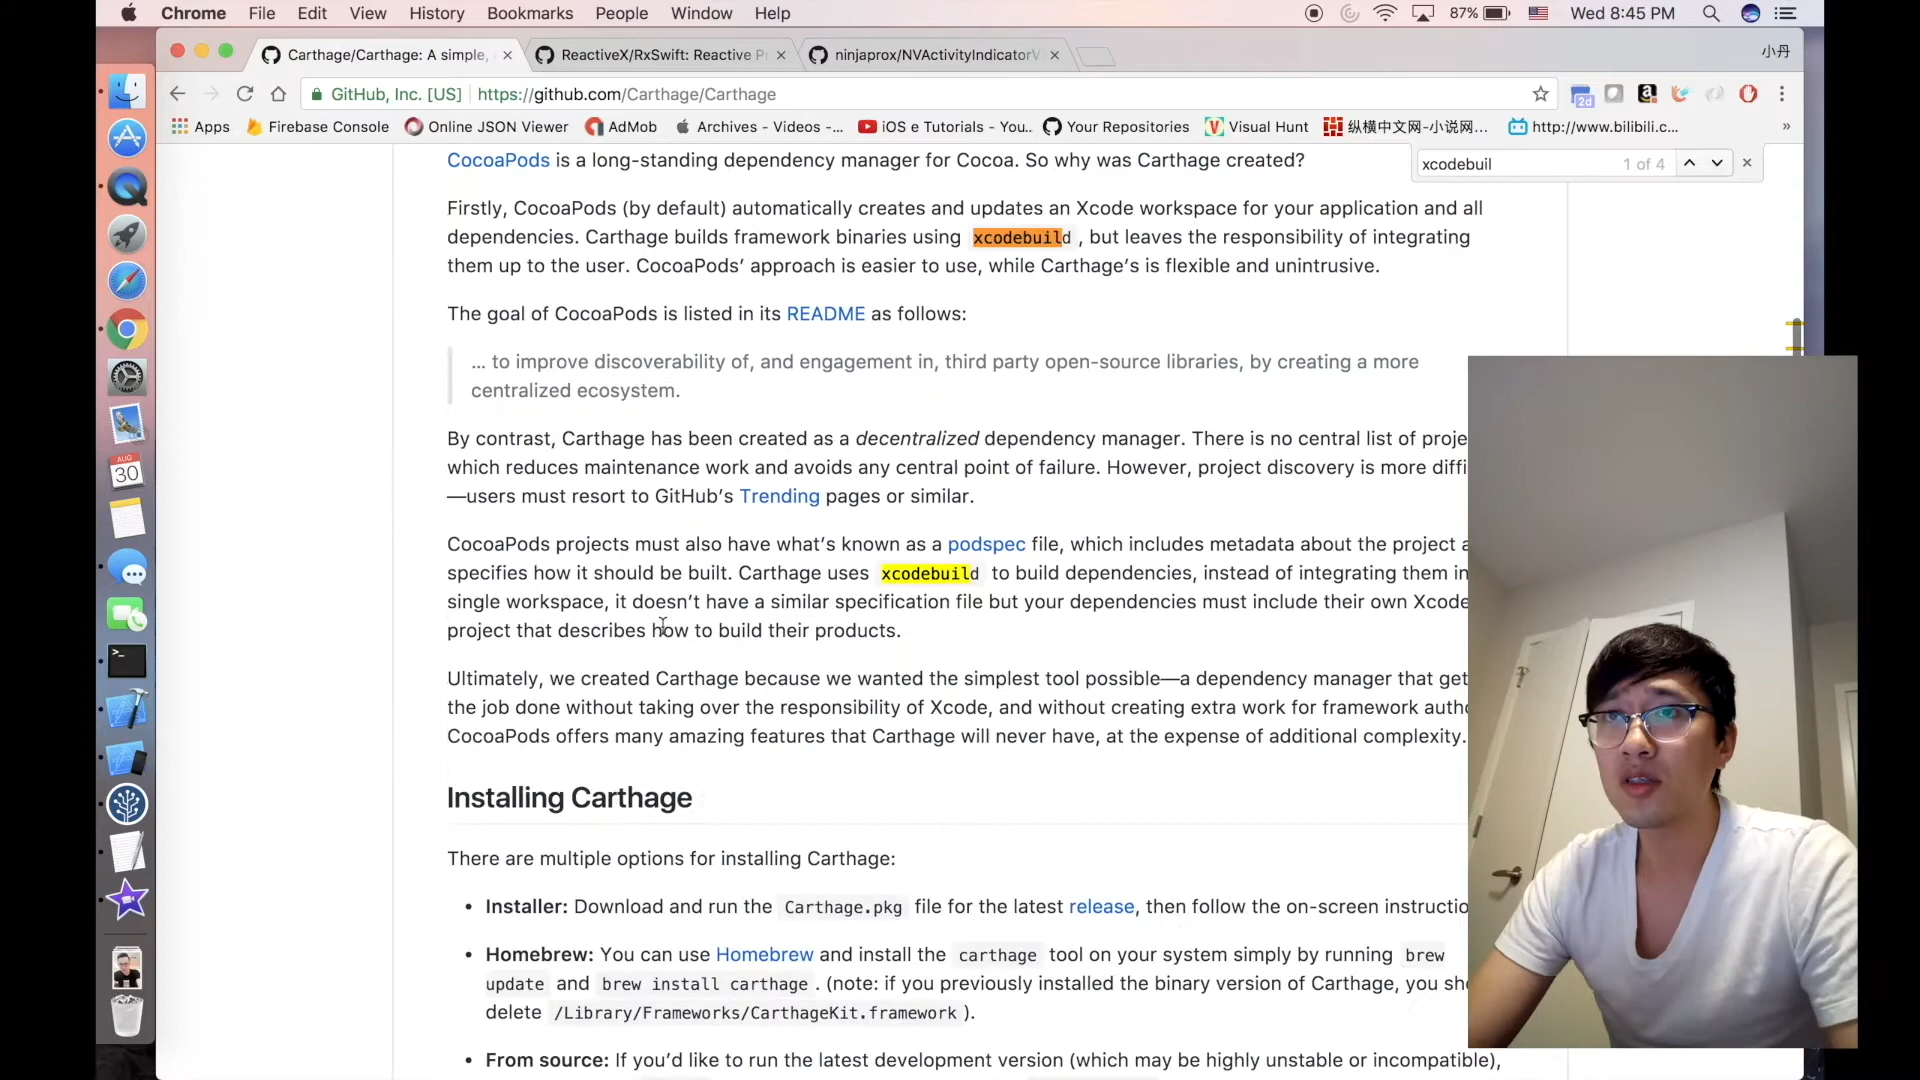 Chrome File Edit View History Bookmarks People Window Help 87% Wed 8:45 PM
Carthage/Carthage: A simple,
ReactiveX/RxSwift: Reactive P
ninjaprox/NVActivityIndicatorV
小丹
GitHub, Inc. [US] https://github.com/Carthage/Carthage
2d
Apps Firebase Console Online JSON Viewer AdMob Archives - Videos -... iOS e Tutorials - You... Your Repositories Visual Hunt 纵横中文网-小说网... http://www.bilibili.c... »
xcodebuil 1 of 4
CocoaPods is a long-standing dependency manager for Cocoa. So why was Carthage created?
Firstly, CocoaPods (by default) automatically creates and updates an Xcode workspace for your application and all
dependencies. Carthage builds framework binaries using xcodebuild , but leaves the responsibility of integrating
them up to the user. CocoaPods’ approach is easier to use, while Carthage’s is flexible and unintrusive.
The goal of CocoaPods is listed in its README as follows:
... to improve discoverability of, and engagement in, third party open-source libraries, by creating a more
centralized ecosystem.
By contrast, Carthage has been created as a decentralized dependency manager. There is no central list of proje
which reduces maintenance work and avoids any central point of failure. However, project discovery is more diffi
—users must resort to GitHub’s Trending pages or similar.
CocoaPods projects must also have what’s known as a podspec file, which includes metadata about the project a
specifies how it should be built. Carthage uses xcodebuild to build dependencies, instead of integrating them in
single workspace, it doesn’t have a similar specification file but your dependencies must include their own Xcode
project that describes how to build their products.
Ultimately, we created Carthage because we wanted the simplest tool possible—a dependency manager that get
the job done without taking over the responsibility of Xcode, and without creating extra work for framework autho
CocoaPods offers many amazing features that Carthage will never have, at the expense of additional complexity.
Installing Carthage
There are multiple options for installing Carthage:
• Installer: Download and run the Carthage.pkg file for the latest release, then follow the on-screen instructio
• Homebrew: You can use Homebrew and install the carthage tool on your system simply by running brew
update and brew install carthage . (note: if you previously installed the binary version of Carthage, you sho
delete /Library/Frameworks/CarthageKit.framework ).
• From source: If you’d like to run the latest development version (which may be highly unstable or incompatible),
AUG
30